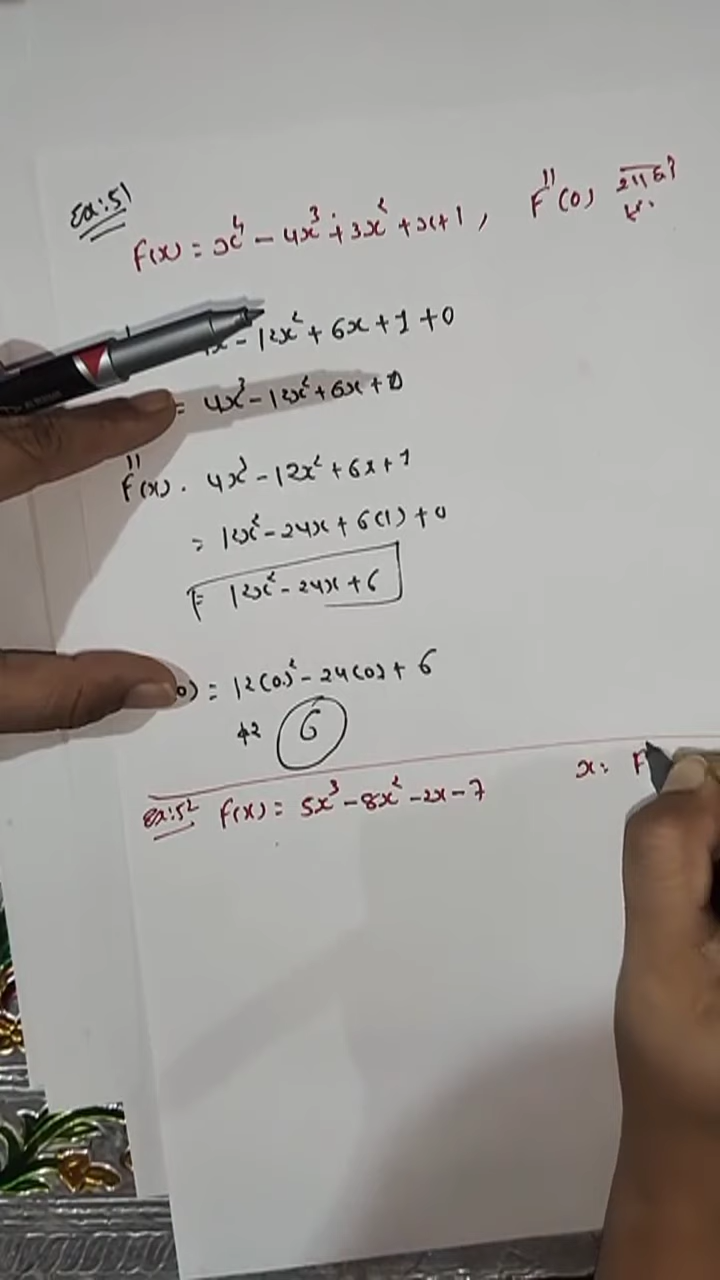 Ex:51
f(x) = x⁴ - 4x³ + 3x² + x + 1, F''(0)
- 12x² + 6x + 1 + 0
= 4x³ - 12x² + 6x + 1
f''(x). 4x³ - 12x² + 6x + 1
= 12x² - 24x + 6(1) + 0
F 12x² - 24x + 6
0) = 12(0)² - 24(0) + 6
6
Ex:52 f(x) = 5x³ - 8x² - 2x - 7 x: F